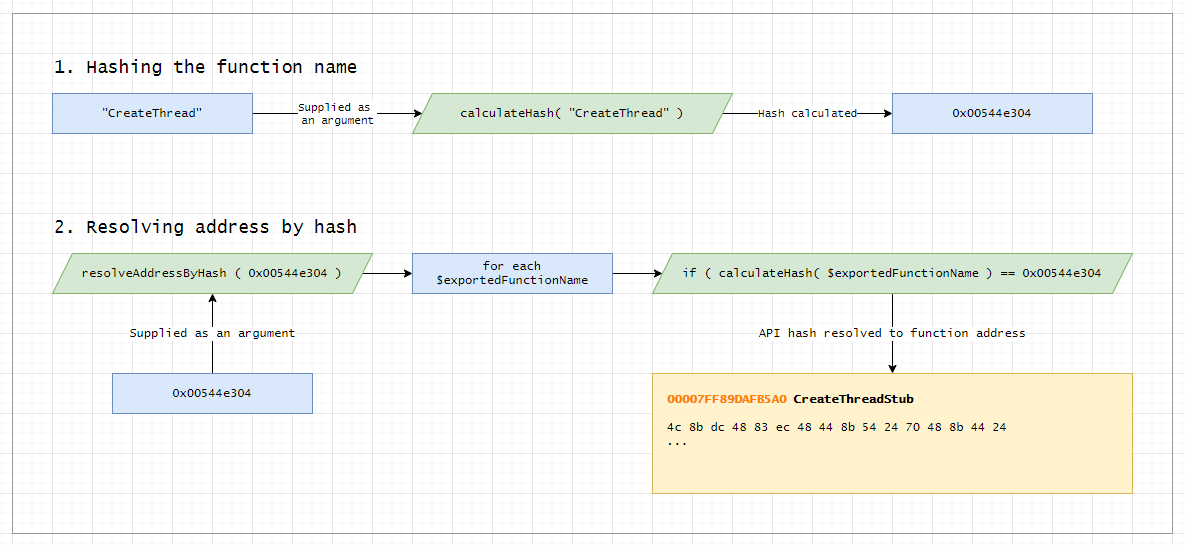 1. Hashing the function name
"CreateThread"
Supplied as
an argument
calculateHash( "CreateThread" )
Hash calculated
0x00544e304
2. Resolving address by hash
resolveAddressByHash ( 0x00544e304 )
for each
$exportedFunctionName
if ( calculateHash( $exportedFunctionName ) == 0x00544e304
Supplied as an argument
API hash resolved to function address
0x00544e304
00007FF89DAFB5A0 CreateThreadStub
4c 8b dc 48 83 ec 48 44 8b 54 24 70 48 8b 44 24
...